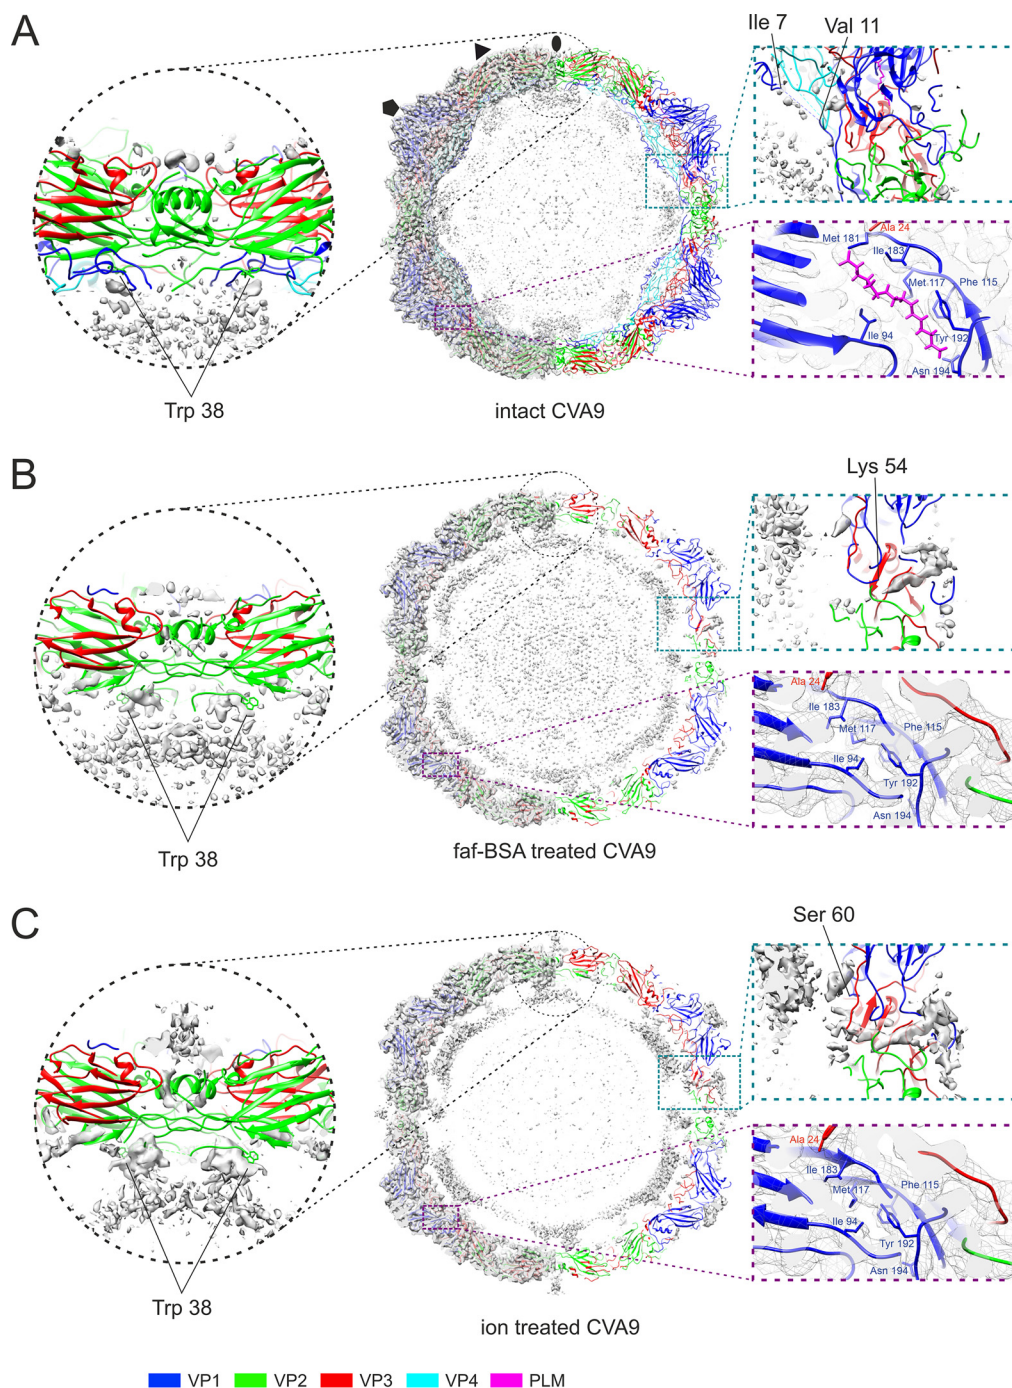 A
Ile 7
Val 11
Trp 38
intact CVA9
Ala 24
Met 181
Ile 183
Met 117
Phe 115
Ile 94
Tyr 192
Asn 194
B
Lys 54
Trp 38
faf-BSA treated CVA9
Ala 24
Ile 183
Met 117
Phe 115
Ile 94
Tyr 192
Asn 194
C
Ser 60
Trp 38
ion treated CVA9
Ala 24
Ile 183
Phe 115
Met 117
Ile 94
Tyr 192
Asn 194
VP1 VP2 VP3 VP4 PLM